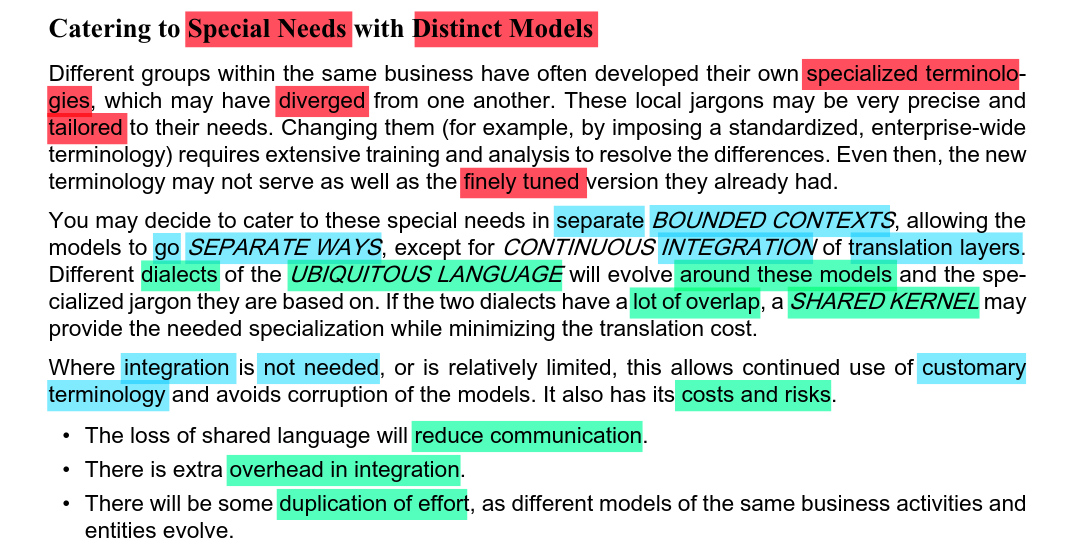 Catering to Special Needs with Distinct Models
Different groups within the same business have often developed their own specialized terminolo-
gies, which may have diverged from one another. These local jargons may be very precise and
tailored to their needs. Changing them (for example, by imposing a standardized, enterprise-wide
terminology) requires extensive training and analysis to resolve the differences. Even then, the new
terminology may not serve as well as the finely tuned version they already had.
You may decide to cater to these special needs in separate BOUNDED CONTEXTS, allowing the
models to go SEPARATE WAYS, except for CONTINUOUS INTEGRATION of translation layers.
Different dialects of the UBIQUITOUS LANGUAGE will evolve around these models and the spe-
cialized jargon they are based on. If the two dialects have a lot of overlap, a SHARED KERNEL may
provide the needed specialization while minimizing the translation cost.
Where integration is not needed, or is relatively limited, this allows continued use of customary
terminology and avoids corruption of the models. It also has its costs and risks.
• The loss of shared language will reduce communication.
• There is extra overhead in integration.
• There will be some duplication of effort, as different models of the same business activities and
entities evolve.